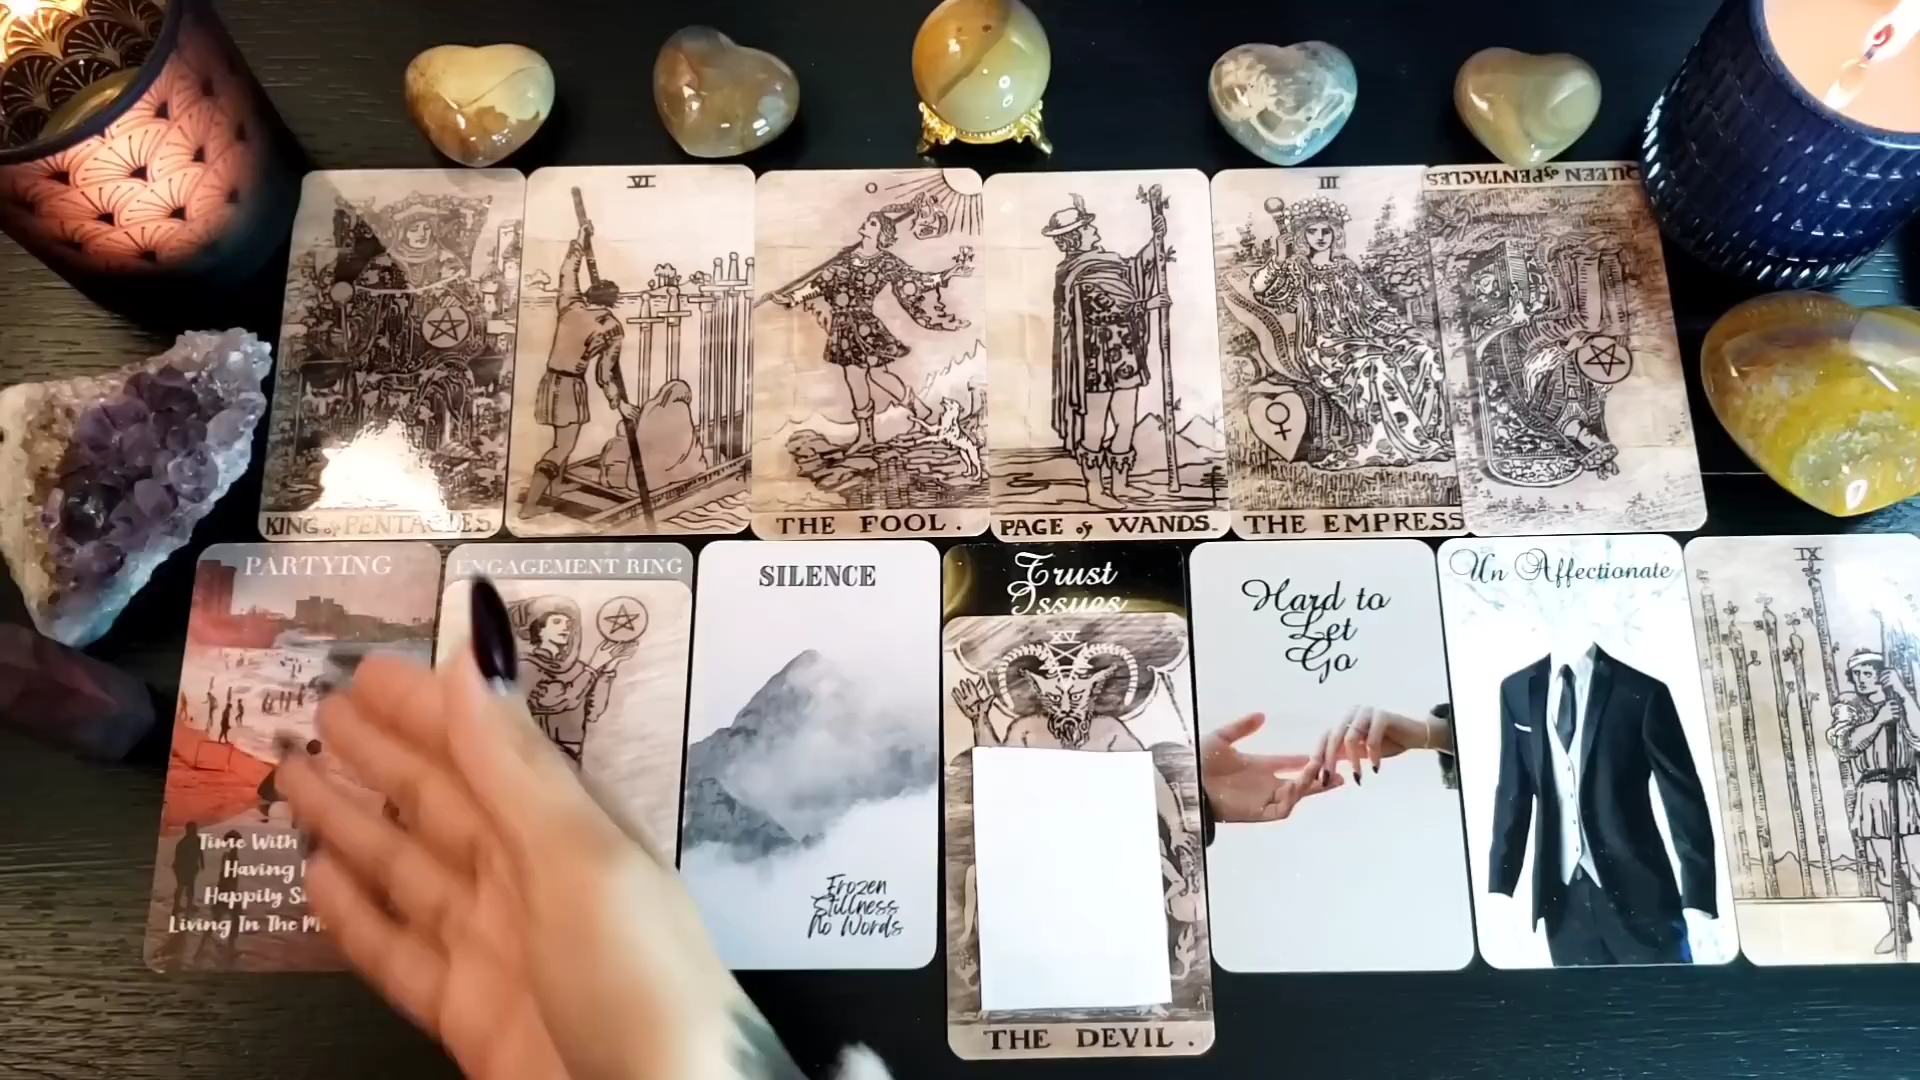 VI
III
QUEEN of PENTACLES
KING of PENTACLES.
THE FOOL.
PAGE of WANDS.
THE EMPRESS
PARTYING
Time With
Having
Happily
Living In The
ENGAGEMENT RING
SILENCE
Frozen
Stillness
No Words
Trust
Issues
XV
THE DEVIL.
Hard to
Let
Go
Un Affectionate
IX